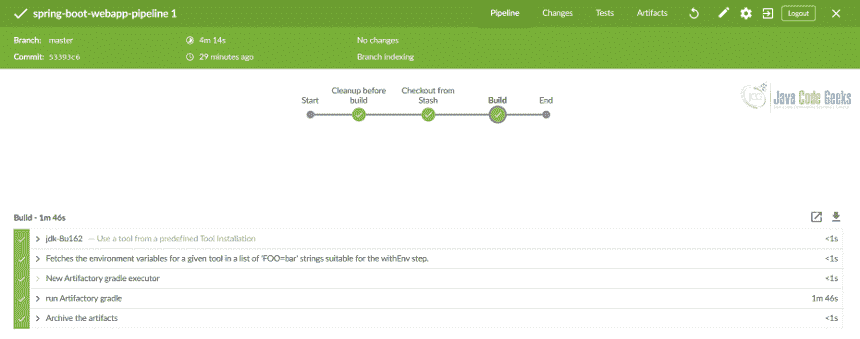 spring-boot-webapp-pipeline 1
Pipeline
Changes
Tests
Artifacts
Logout
Branch: master
4m 14s
No changes
Commit: 53393c6
29 minutes ago
Branch indexing
Start
Cleanup before
build
Checkout from
Stash
Build
End
Java Code Geeks
Build - 1m 46s
jdk-8u162 — Use a tool from a predefined Tool Installation
<1s
Fetches the environment variables for a given tool in a list of 'FOO=bar' strings suitable for the withEnv step.
<1s
New Artifactory gradle executor
<1s
run Artifactory gradle
1m 46s
Archive the artifacts
<1s